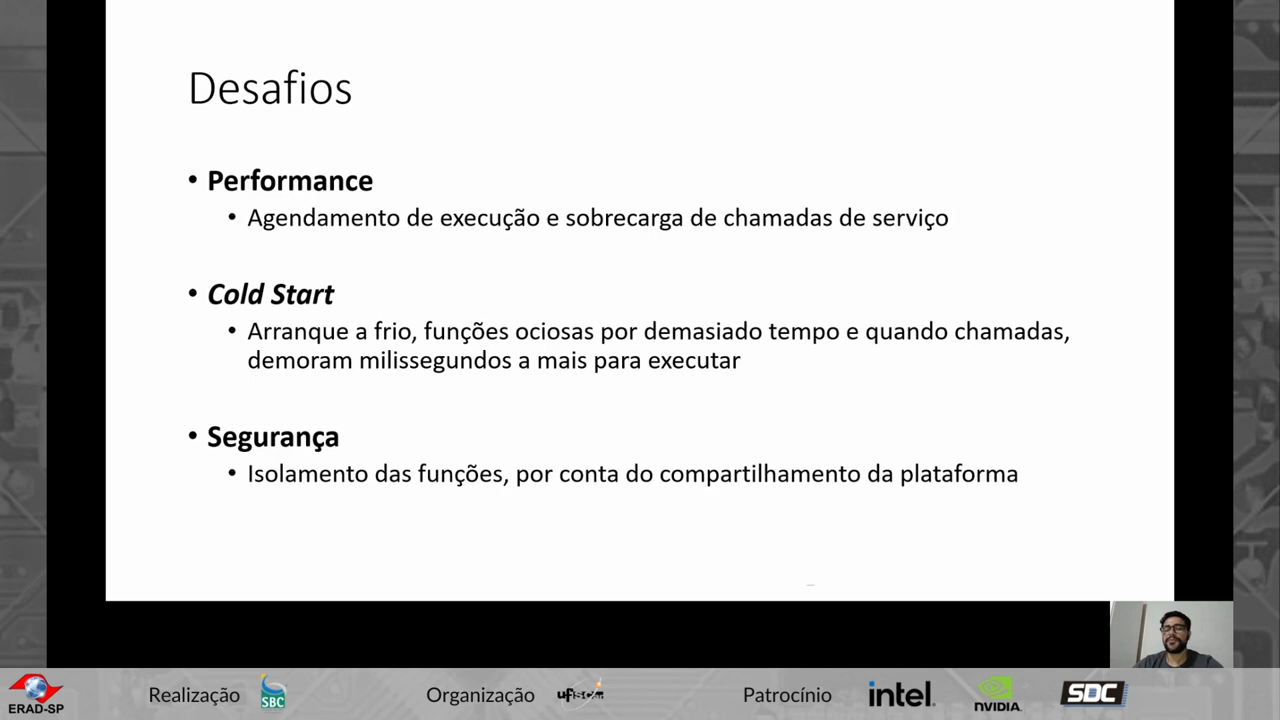 Desafios
• Performance
• Agendamento de execução e sobrecarga de chamadas de serviço
• Cold Start
• Arranque a frio, funções ociosas por demasiado tempo e quando chamadas,
demoram milissegundos a mais para executar
• Segurança
• Isolamento das funções, por conta do compartilhamento da plataforma
ERAD-SP
Realização
SBC
Organização
ufscar
Patrocínio
intel.
NVIDIA
SDC